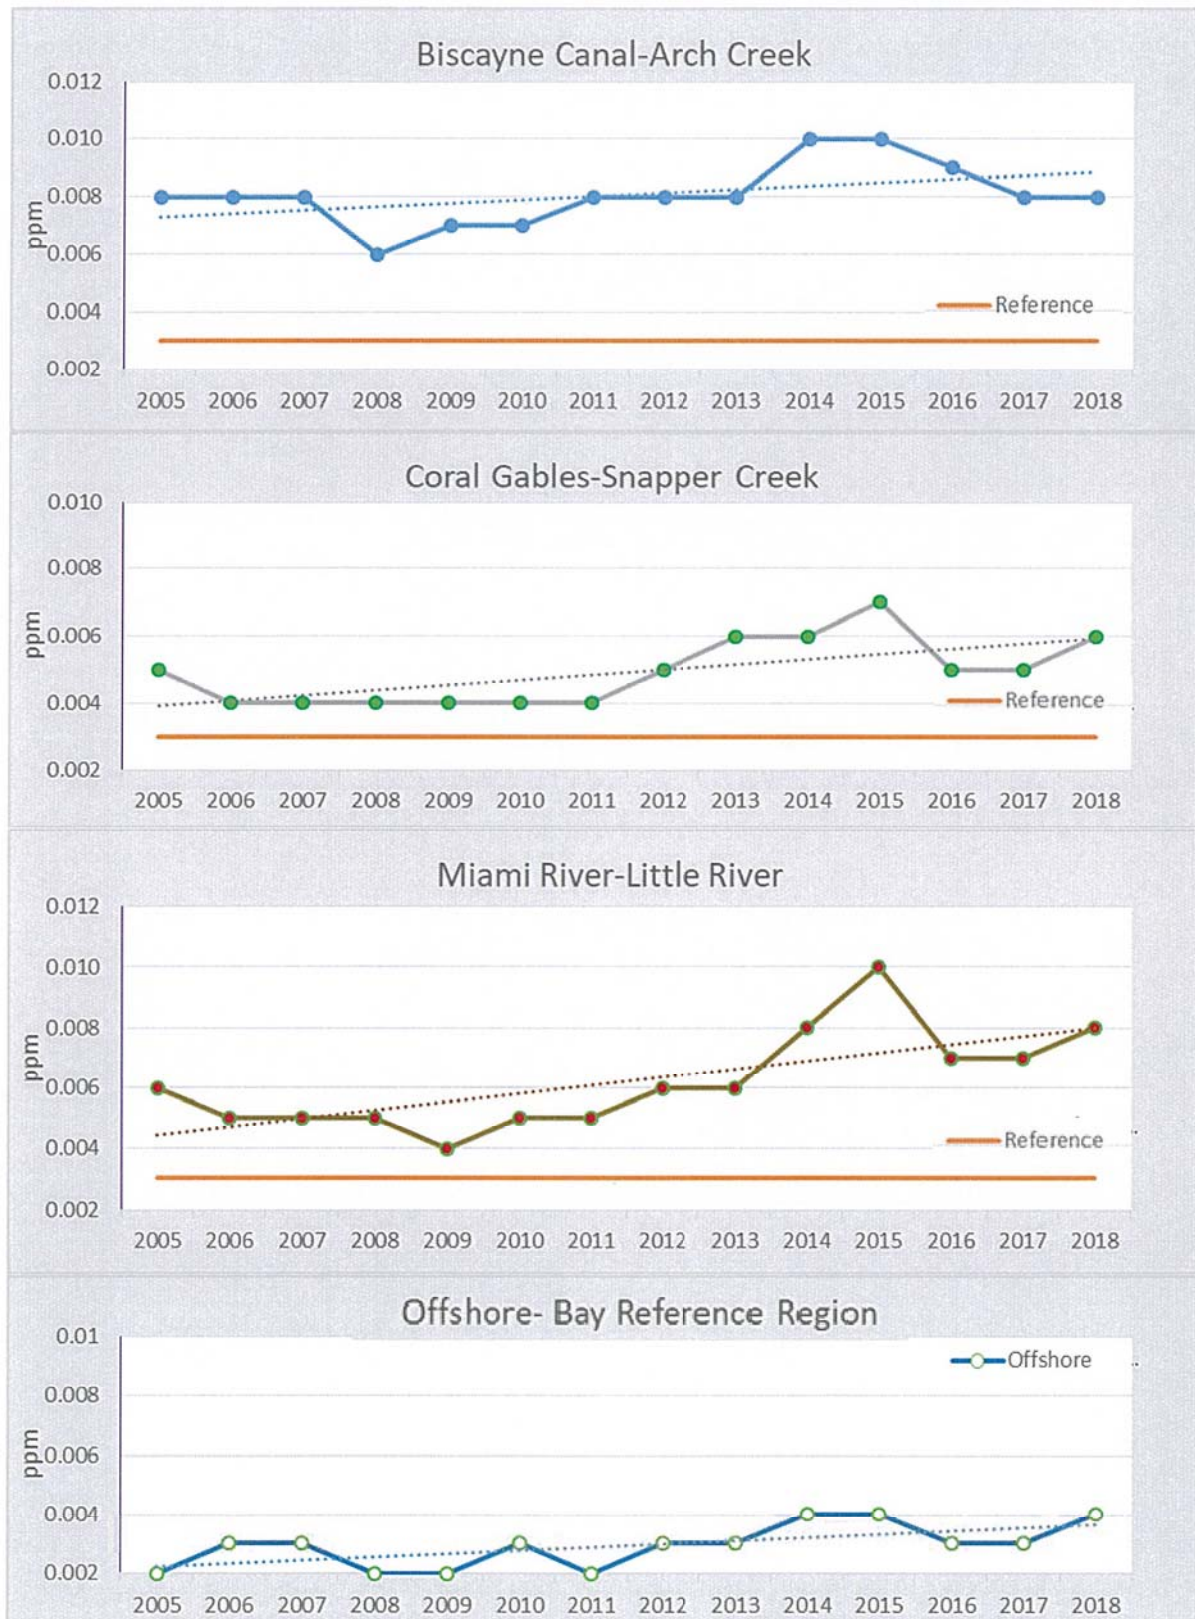 Biscayne Canal-Arch Creek
0.012
0.010
0.008
0.006
0.004
0.002
ppm
Reference
2005 2006 2007 2008 2009 2010 2011 2012 2013 2014 2015 2016 2017 2018
Coral Gables-Snapper Creek
0.010
0.008
0.006
0.004
0.002
ppm
Reference
2005 2006 2007 2008 2009 2010 2011 2012 2013 2014 2015 2016 2017 2018
Miami River-Little River
0.012
0.010
0.008
0.006
0.004
0.002
ppm
Reference
2005 2006 2007 2008 2009 2010 2011 2012 2013 2014 2015 2016 2017 2018
Offshore- Bay Reference Region
0.01
0.008
0.006
0.004
0.002
ppm
Offshore
2005 2006 2007 2008 2009 2010 2011 2012 2013 2014 2015 2016 2017 2018